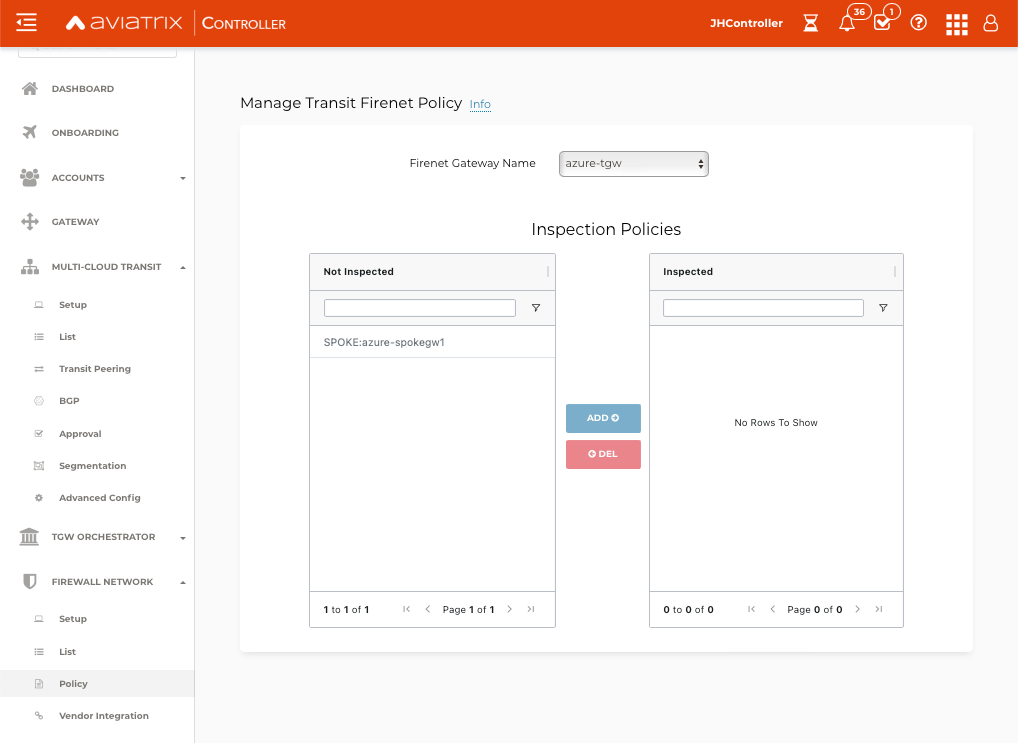 aviatrix Controller
JHController
36
1
DASHBOARD
ONBOARDING
ACCOUNTS
GATEWAY
MULTI-CLOUD TRANSIT
Setup
List
Transit Peering
BGP
Approval
Segmentation
Advanced Config
TGW ORCHESTRATOR
FIREWALL NETWORK
Setup
List
Policy
Vendor Integration
Manage Transit Firenet Policy Info
Firenet Gateway Name azure-tgw
Inspection Policies
Not Inspected
SPOKE:azure-spokegw1
1 to 1 of 1 Page 1 of 1
ADD
DEL
Inspected
No Rows To Show
0 to 0 of 0 Page 0 of 0